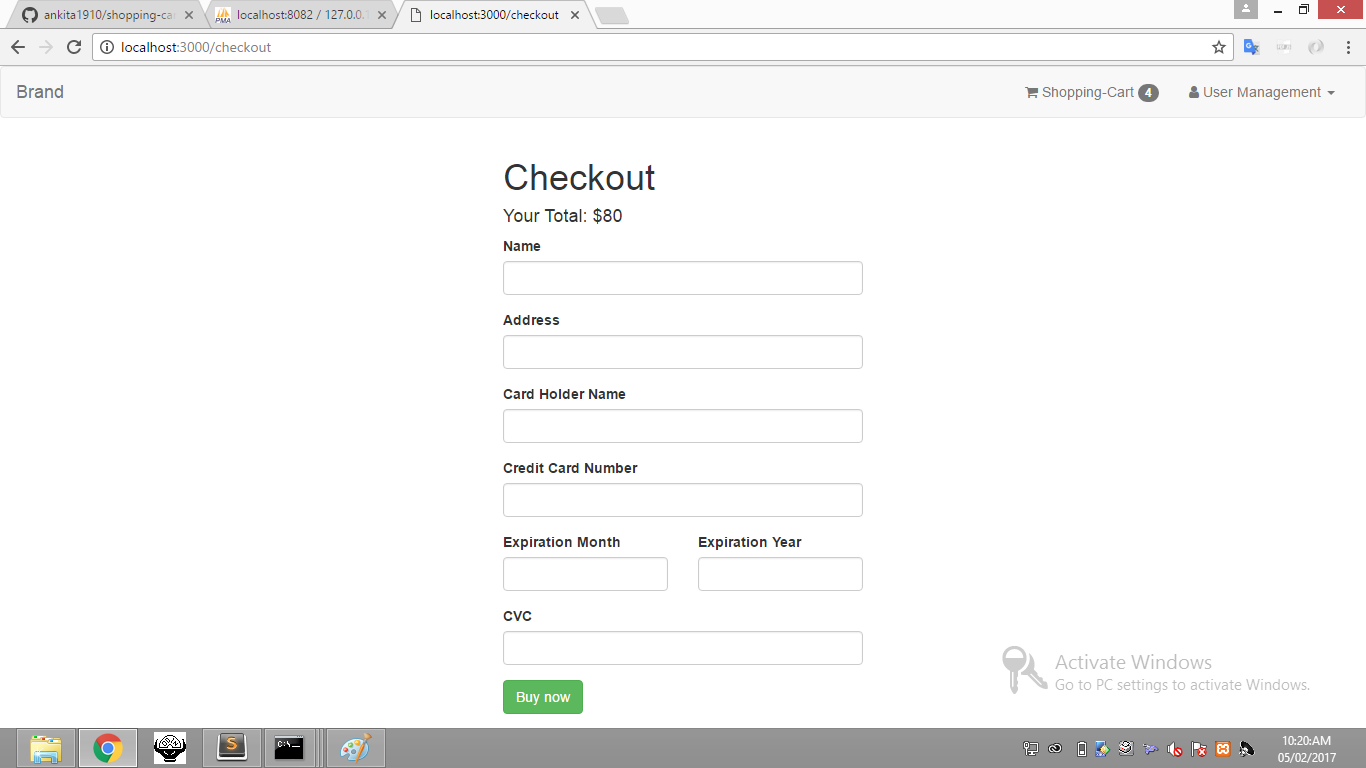 ankita1910/shopping-ca
localhost:8082 / 127.0.0.1
localhost:3000/checkout
localhost:3000/checkout
Brand
Shopping-Cart 4
User Management
Checkout
Your Total: $80
Name
Address
Card Holder Name
Credit Card Number
Expiration Month Expiration Year
CVC
Buy now
Activate Windows
Go to PC settings to activate Windows.
10:20:AM
05/02/2017